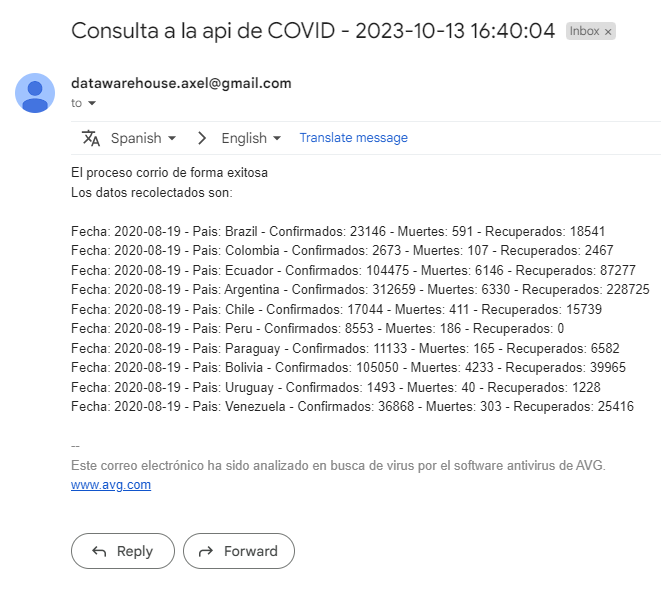 Consulta a la api de COVID - 2023-10-13 16:40:04 Inbox ×
datawarehouse.axel@gmail.com
to
Spanish > English Translate message
El proceso corrio de forma exitosa
Los datos recolectados son:
Fecha: 2020-08-19 - Pais: Brazil - Confirmados: 23146 - Muertes: 591 - Recuperados: 18541
Fecha: 2020-08-19 - Pais: Colombia - Confirmados: 2673 - Muertes: 107 - Recuperados: 2467
Fecha: 2020-08-19 - Pais: Ecuador - Confirmados: 104475 - Muertes: 6146 - Recuperados: 87277
Fecha: 2020-08-19 - Pais: Argentina - Confirmados: 312659 - Muertes: 6330 - Recuperados: 228725
Fecha: 2020-08-19 - Pais: Chile - Confirmados: 17044 - Muertes: 411 - Recuperados: 15739
Fecha: 2020-08-19 - Pais: Peru - Confirmados: 8553 - Muertes: 186 - Recuperados: 0
Fecha: 2020-08-19 - Pais: Paraguay - Confirmados: 11133 - Muertes: 165 - Recuperados: 6582
Fecha: 2020-08-19 - Pais: Bolivia - Confirmados: 105050 - Muertes: 4233 - Recuperados: 39965
Fecha: 2020-08-19 - Pais: Uruguay - Confirmados: 1493 - Muertes: 40 - Recuperados: 1228
Fecha: 2020-08-19 - Pais: Venezuela - Confirmados: 36868 - Muertes: 303 - Recuperados: 25416
--
Este correo electrónico ha sido analizado en busca de virus por el software antivirus de AVG.
www.avg.com
Reply Forward